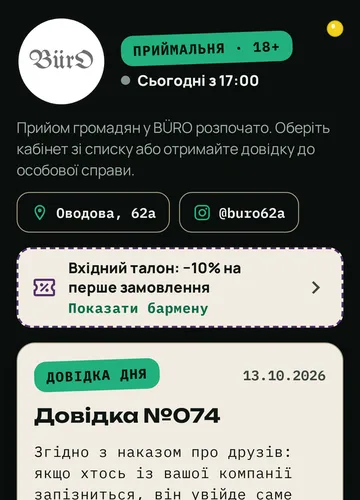 BürO
ПРИЙМАЛЬНЯ · 18+
Сьогодні з 17:00
Прийом громадян у BÜRO розпочато. Оберіть
кабінет зі списку або отримайте довідку до
особової справи.
Оводова, 62а
@buro62a
Вхідний талон: −10% на
перше замовлення
Показати бармену
ДОВІДКА ДНЯ
13.10.2026
Довідка №074
Згідно з наказом про друзів:
якщо хтось із вашої компанії
запізниться, він увійде саме